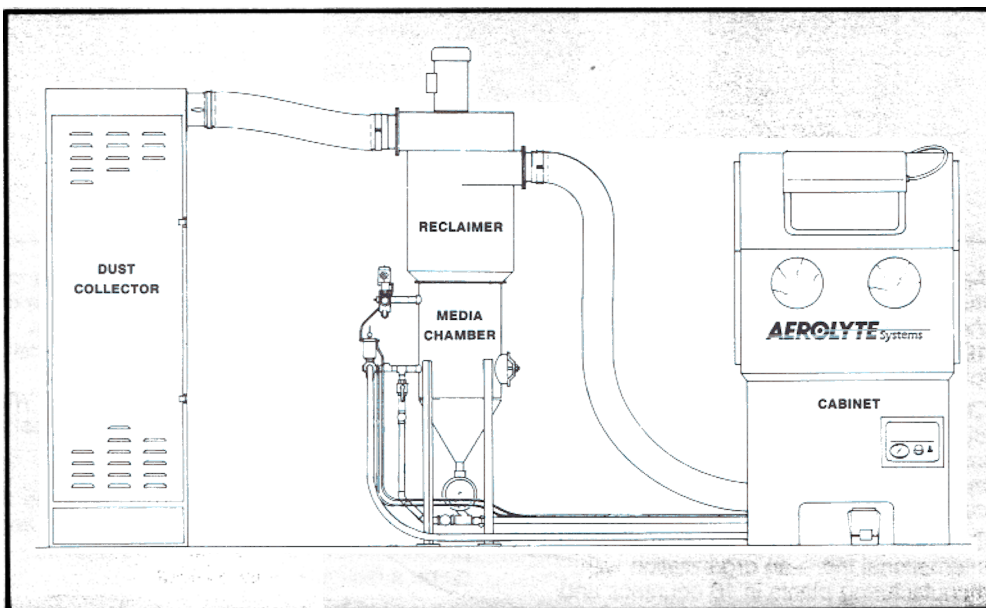 DUST
COLLECTOR
RECLAIMER
MEDIA
CHAMBER
AEROLYTE Systems
CABINET